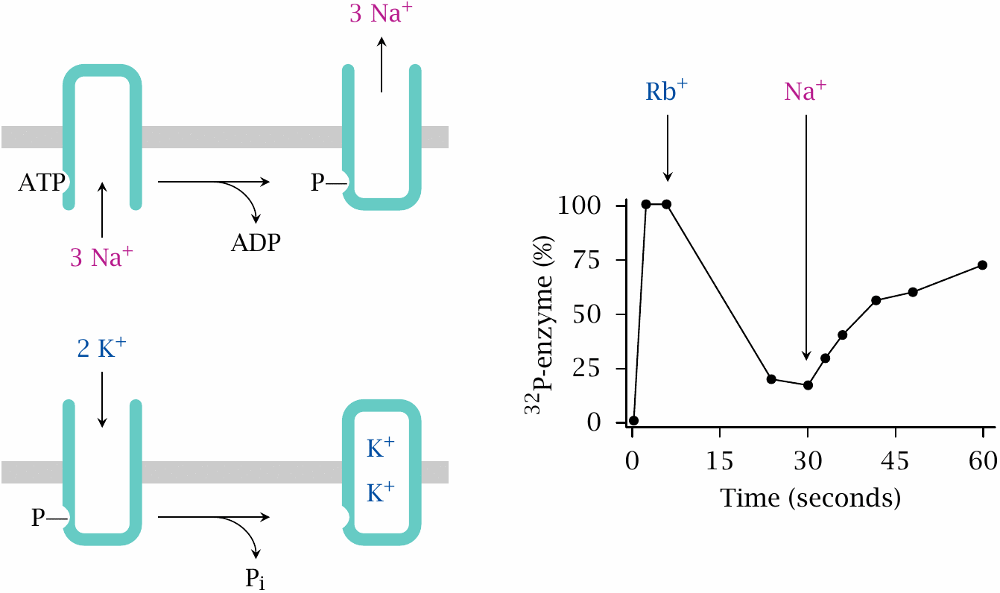 3 Na⁺
ATP
P—
3 Na⁺
ADP
2 K⁺
P—
K⁺
K⁺
Pᵢ
Rb⁺
Na⁺
³²P-enzyme (%)
100
75
50
25
0
0 15 30 45 60
Time (seconds)